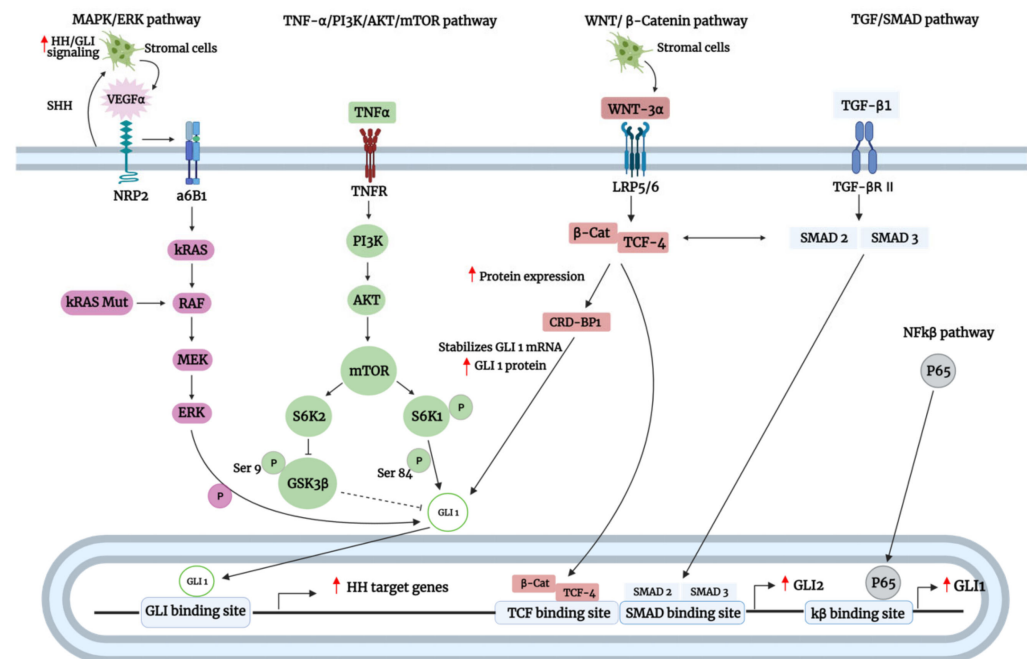 MAPK/ERK pathway
TNF-α/PI3K/AKT/mTOR pathway
WNT/ β-Catenin pathway
TGF/SMAD pathway
HH/GLI
signaling
Stromal cells
Stromal cells
VEGFα
SHH
TNFα
WNT-3α
TGF-β1
NRP2
a6B1
TNFR
LRP5/6
TGF-βR II
PI3K
β-Cat
TCF-4
SMAD 2
SMAD 3
kRAS
Protein expression
kRAS Mut
RAF
AKT
CRD-BP1
NFkβ pathway
Stabilizes GLI 1 mRNA
GLI 1 protein
MEK
mTOR
P65
ERK
S6K2
S6K1
P
Ser 9
P
GSK3β
Ser 84
P
P
GLI 1
GLI 1
HH target genes
β-Cat
TCF-4
SMAD 2
SMAD 3
GLI2
P65
GLI1
GLI binding site
TCF binding site
SMAD binding site
kβ binding site